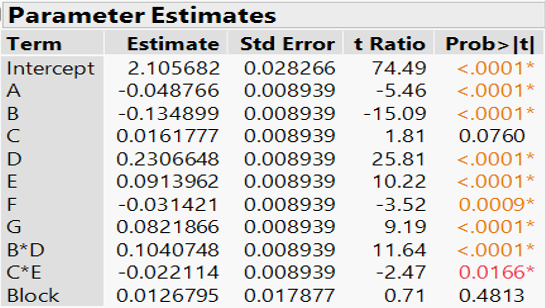 Parameter Estimates
Term Estimate Std Error t Ratio Prob>|t|
Intercept 2.105682 0.028266 74.49 <.0001*
A -0.048766 0.008939 -5.46 <.0001*
B -0.134899 0.008939 -15.09 <.0001*
C 0.0161777 0.008939 1.81 0.0760
D 0.2306648 0.008939 25.81 <.0001*
E 0.0913962 0.008939 10.22 <.0001*
F -0.031421 0.008939 -3.52 0.0009*
G 0.0821866 0.008939 9.19 <.0001*
B*D 0.1040748 0.008939 11.64 <.0001*
C*E -0.022114 0.008939 -2.47 0.0166*
Block 0.0126795 0.017877 0.71 0.4813